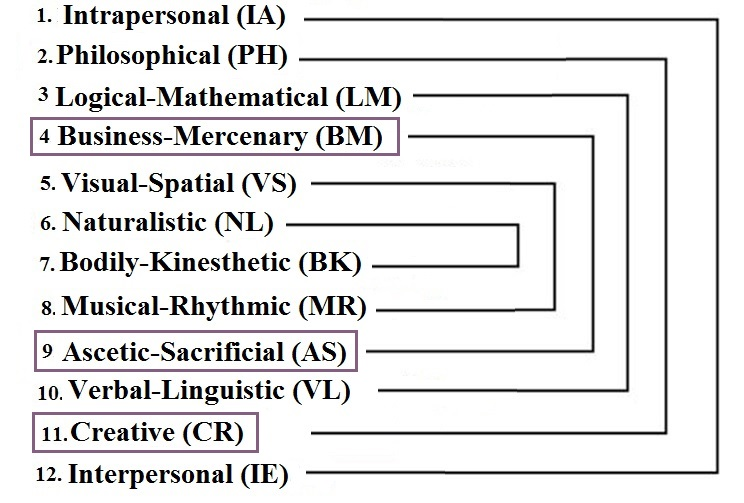 1. Intrapersonal (IA)
2. Philosophical (PH)
3 Logical-Mathematical (LM)
4 Business-Mercenary (BM)
5. Visual-Spatial (VS)
6. Naturalistic (NL)
7. Bodily-Kinesthetic (BK)
8. Musical-Rhythmic (MR)
9 Ascetic-Sacrificial (AS)
10. Verbal-Linguistic (VL)
11. Creative (CR)
12. Interpersonal (IE)